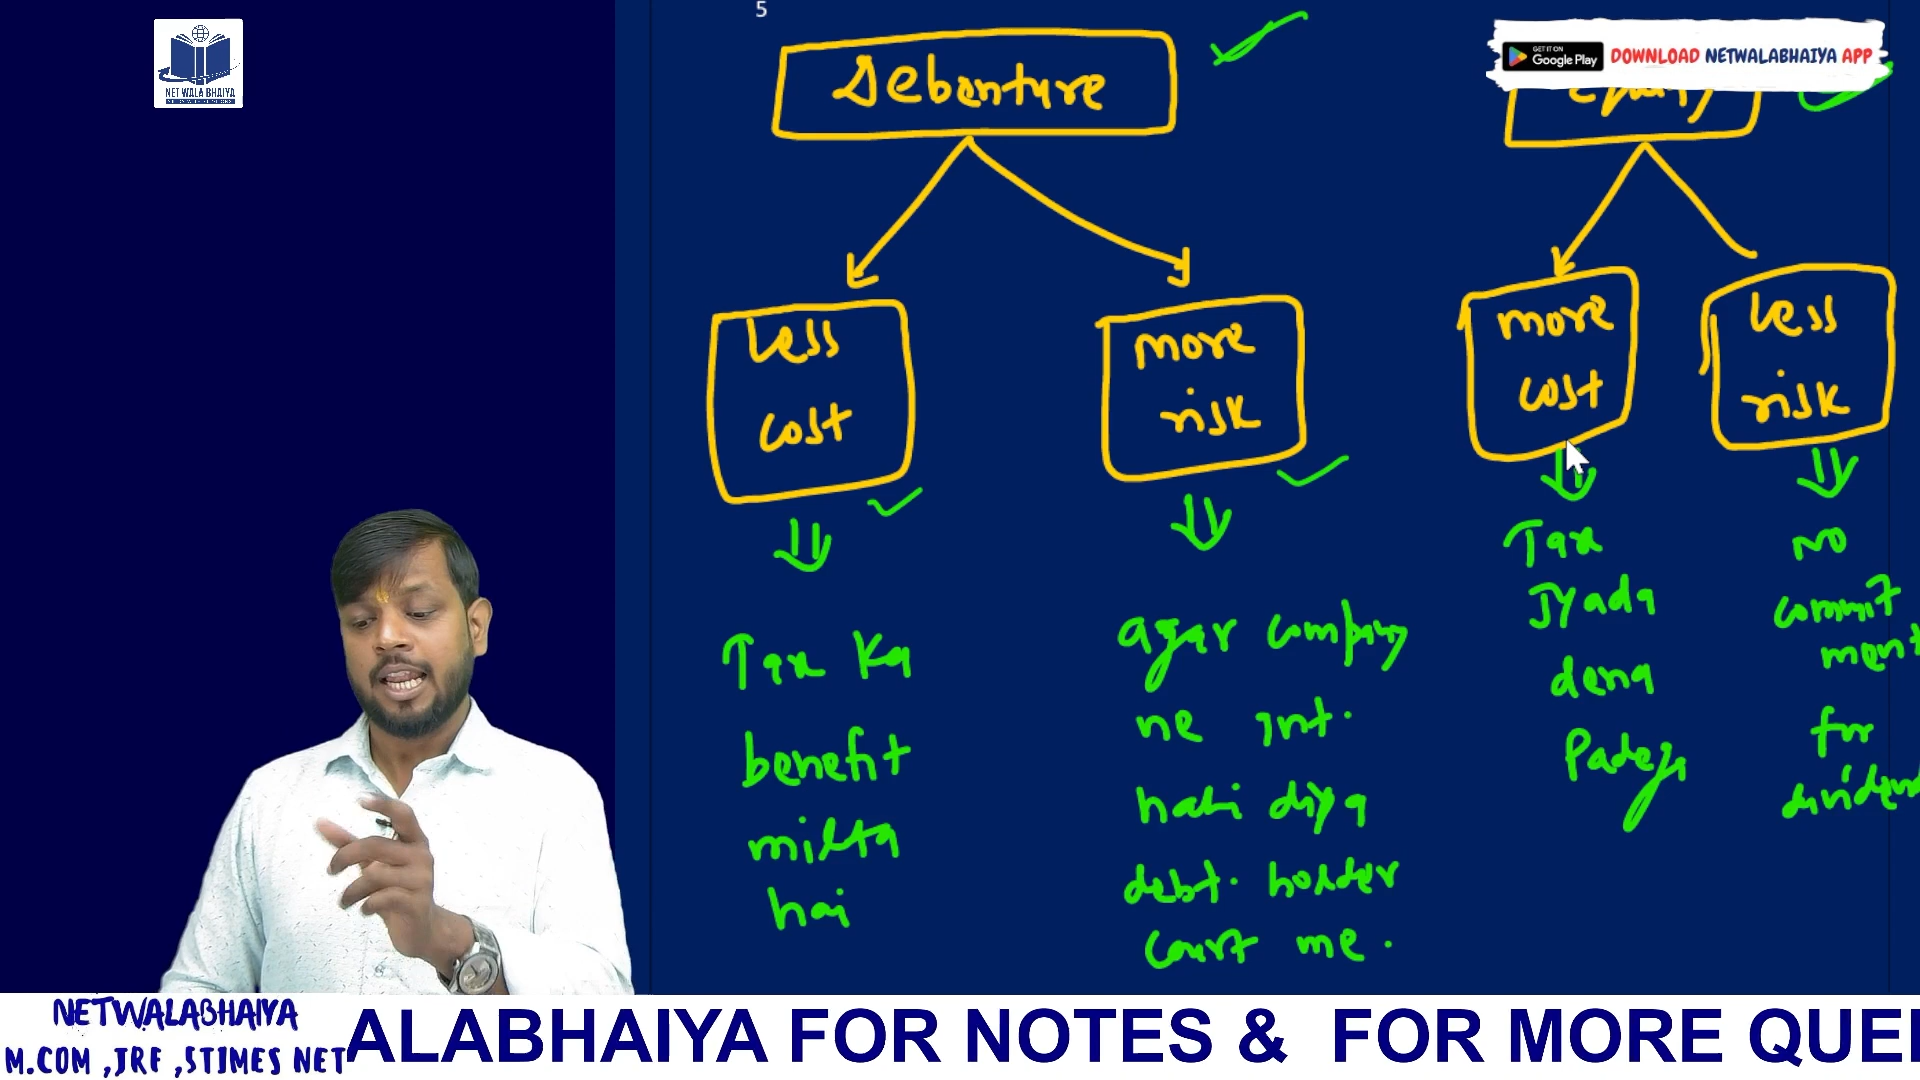 5
NET WALA BHAIYA
GET IT ON
Google Play
DOWNLOAD NETWALABHAIYA APP
Debenture
Less
cost
more
risk
more
cost
Less
risk
Tax Ka
benefit
milta
hai
agar company
ne int.
nahi diya
debt. holder
court me.
Tax
Jyada
dena
Padega
NO
commit
ment
for
dividend
NETWALABHAIYA
M.COM ,JRF ,5TIMES NET
ALABHAIYA FOR NOTES & FOR MORE QUE